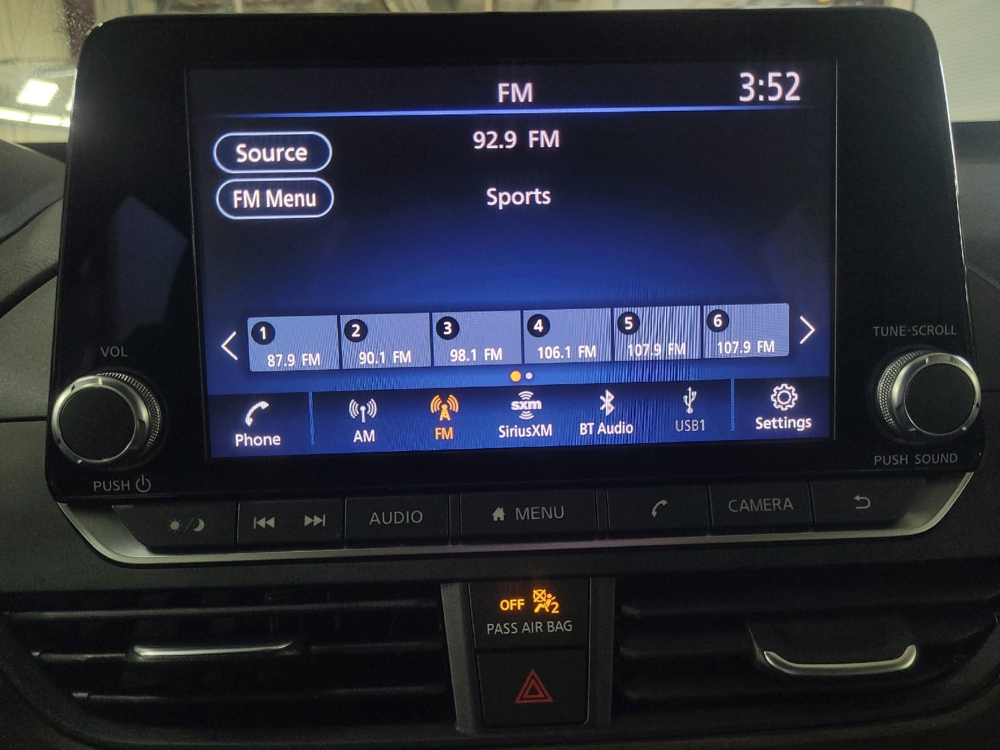 FM
3:52
92.9 FM
Source
FM Menu
Sports
1
87.9 FM
2
90.1 FM
3
98.1 FM
4
106.1 FM
5
107.9 FM
6
107.9 FM
VOL
TUNE·SCROLL
Phone
AM
FM
sxm
SiriusXM
BT Audio
USB1
Settings
PUSH
PUSH SOUND
AUDIO
MENU
CAMERA
OFF 2
PASS AIR BAG